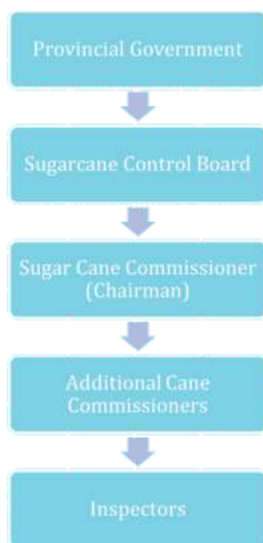 Provincial Government
Sugarcane Control Board
Sugar Cane Commissioner
(Chairman)
Additional Cane
Commissioners
Inspectors